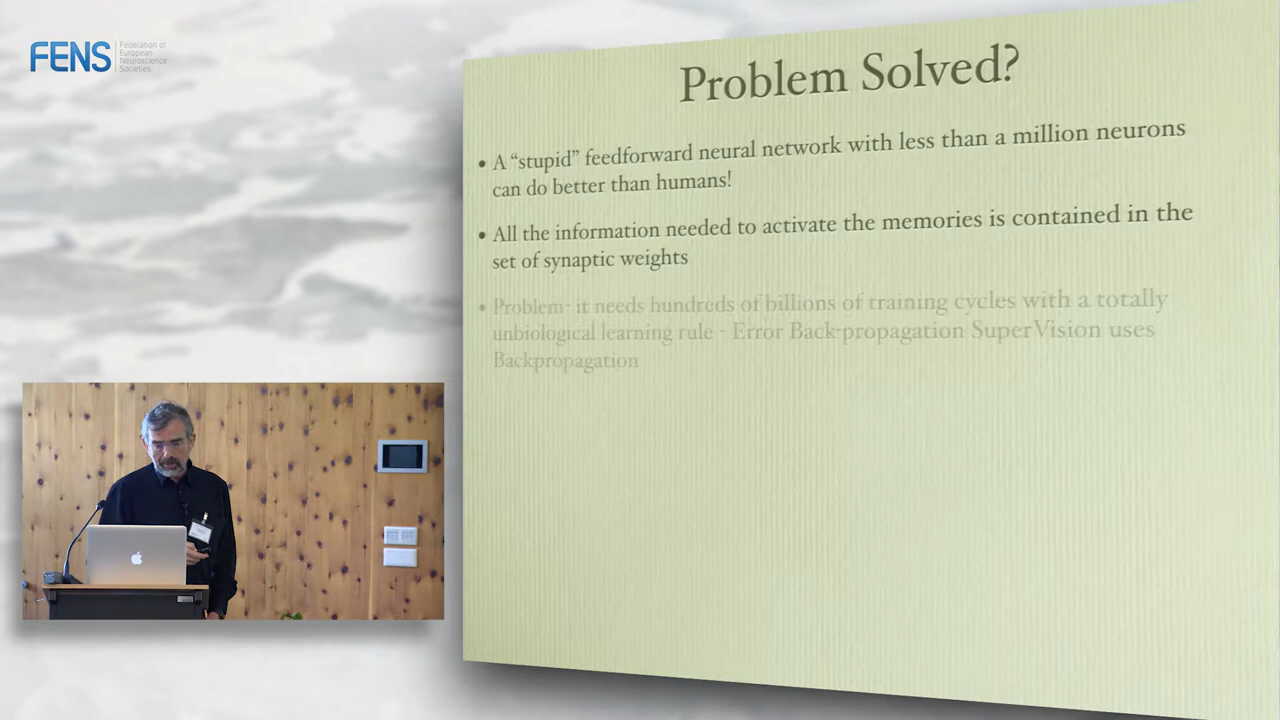 FENS
Federation of
European
Neuroscience
Societies
Problem Solved?
• A “stupid” feedforward neural network with less than a million neurons
can do better than humans!
• All the information needed to activate the memories is contained in the
set of synaptic weights
• Problem- it needs hundreds of billions of training cycles with a totally
unbiological learning rule - Error Back-propagation SuperVision uses
Backpropagation